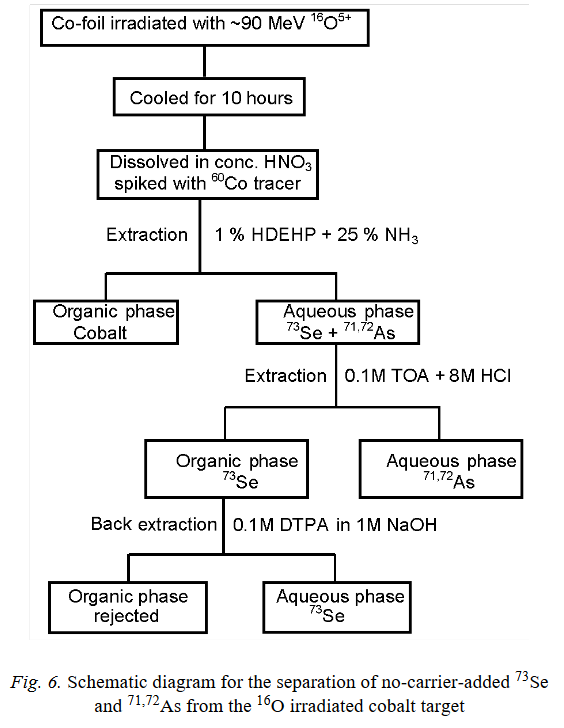 Co-foil irradiated with ~90 MeV ¹⁶O⁵⁺
Cooled for 10 hours
Dissolved in conc. HNO₃
spiked with ⁶⁰Co tracer
Extraction 1 % HDEHP + 25 % NH₃
Organic phase
Cobalt
Aqueous phase
⁷³Se + ⁷¹,⁷²As
Extraction 0.1M TOA + 8M HCl
Organic phase
⁷³Se
Aqueous phase
⁷¹,⁷²As
Back extraction 0.1M DTPA in 1M NaOH
Organic phase
rejected
Aqueous phase
⁷³Se
Fig. 6. Schematic diagram for the separation of no-carrier-added ⁷³Se
and ⁷¹,⁷²As from the ¹⁶O irradiated cobalt target